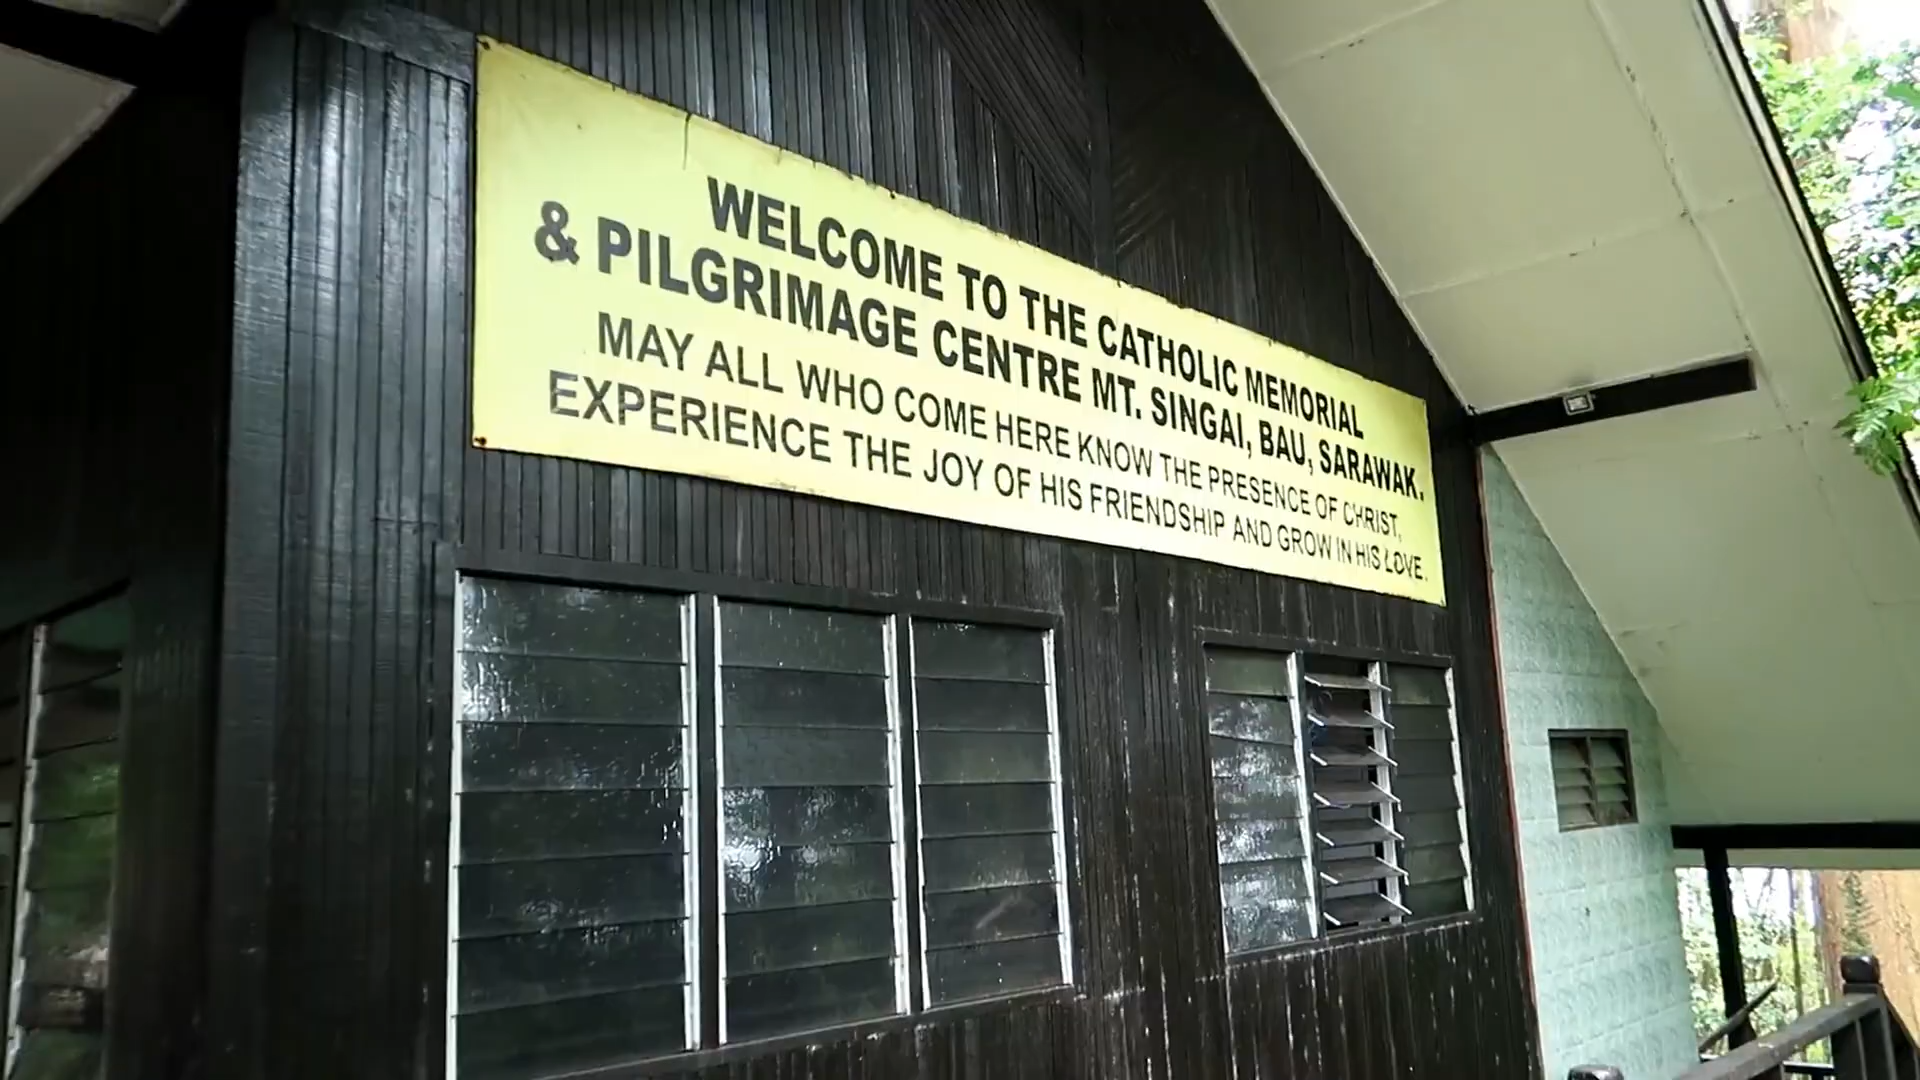 WELCOME TO THE CATHOLIC MEMORIAL
& PILGRIMAGE CENTRE MT. SINGAI, BAU, SARAWAK.
MAY ALL WHO COME HERE KNOW THE PRESENCE OF CHRIST,
EXPERIENCE THE JOY OF HIS FRIENDSHIP AND GROW IN HIS LOVE.